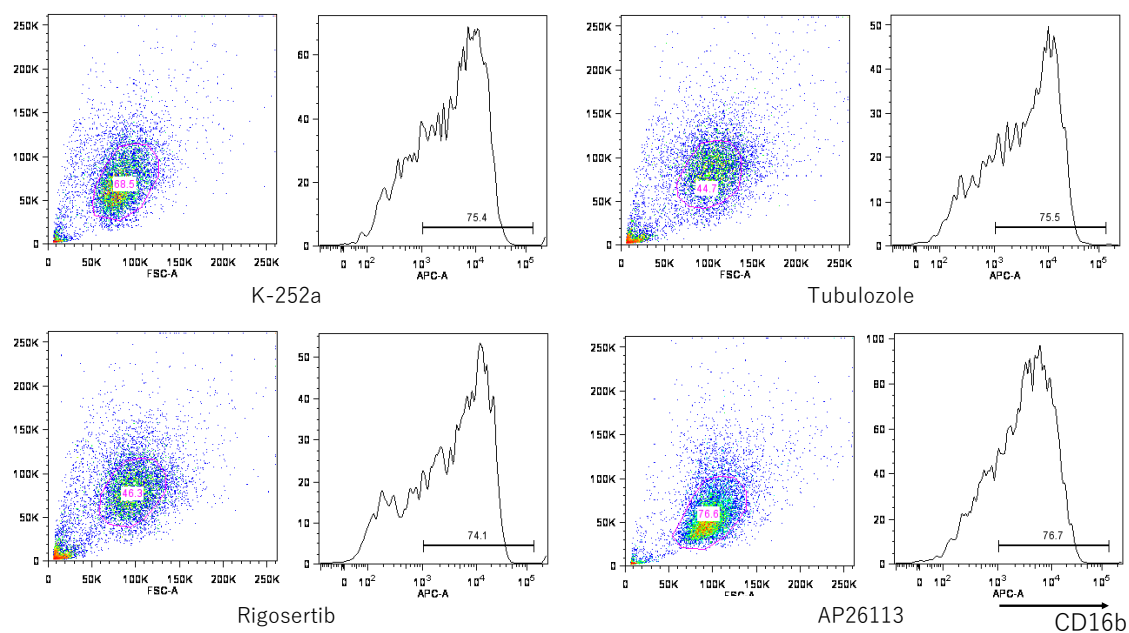 250K
200K
150K
100K
50K
0
68.5
0 50K 100K 150K 200K 250K
FSC-A
60
40
20
0
75.4
0 10² 10³ 10⁴ 10⁵
APC-A
K-252a
250K
200K
150K
100K
50K
0
44.7
0 50K 100K 150K 200K 250K
FSC-A
50
40
30
20
10
0
75.5
0 10² 10³ 10⁴ 10⁵
APC-A
Tubulozole
250K
200K
150K
100K
50K
0
46.3
0 50K 100K 150K 200K 250K
FSC-A
50
40
30
20
10
0
74.1
0 10² 10³ 10⁴ 10⁵
APC-A
Rigosertib
250K
200K
150K
100K
50K
0
76.6
0 50K 100K 150K 200K 250K
FSC-A
100
80
60
40
20
0
76.7
0 10² 10³ 10⁴ 10⁵
APC-A
AP26113
CD16b